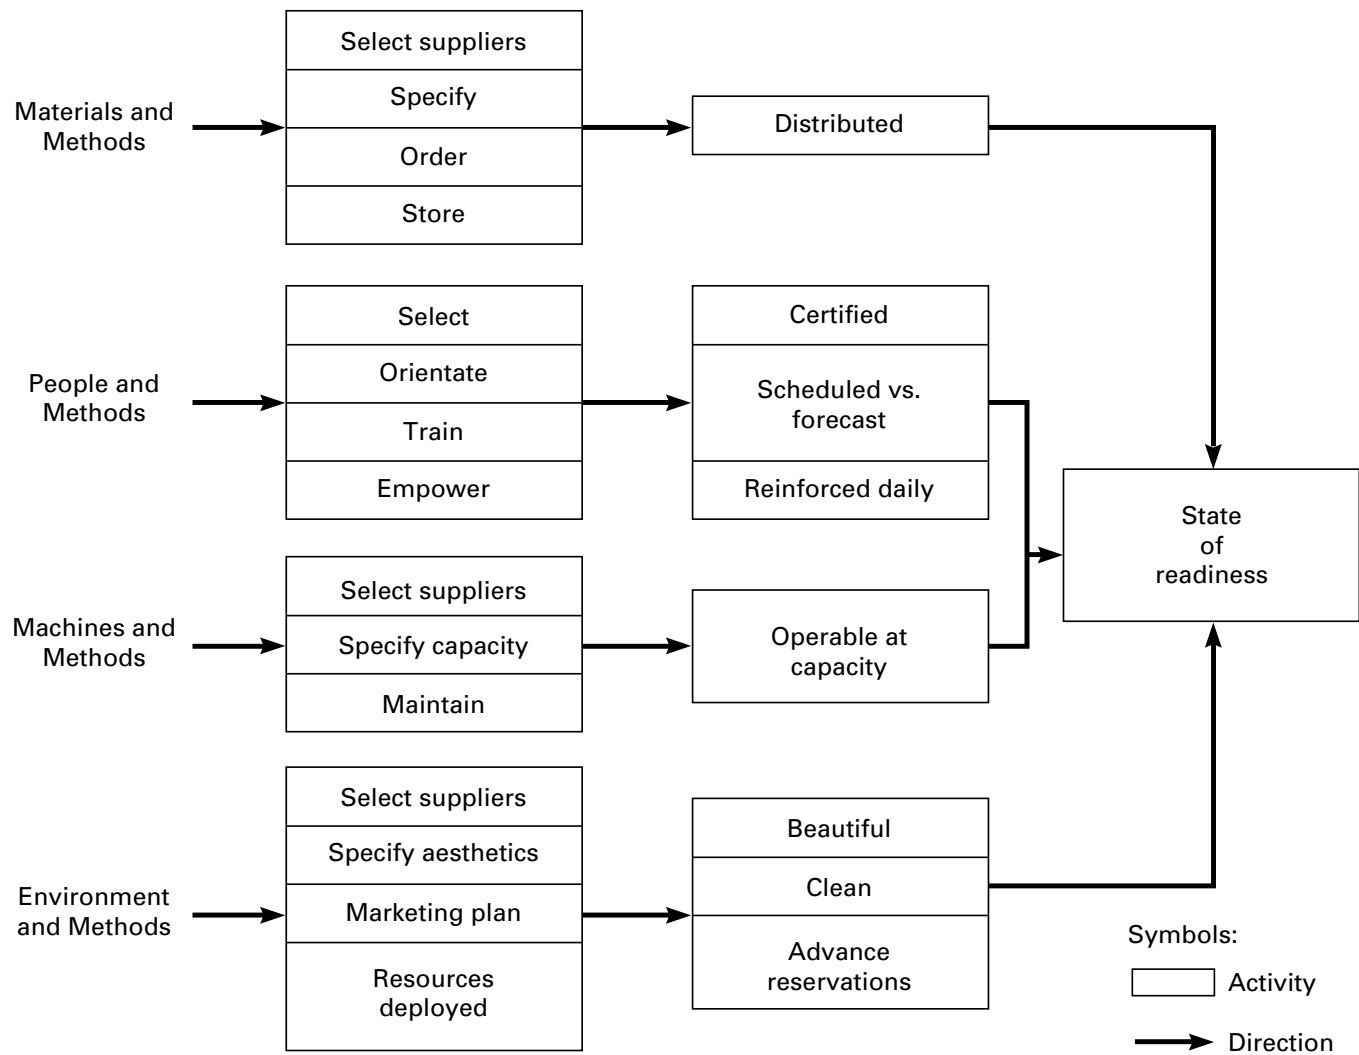 Materials and
Methods
Select suppliers
Specify
Order
Store
Distributed
People and
Methods
Select
Orientate
Train
Empower
Certified
Scheduled vs.
forecast
Reinforced daily
Machines and
Methods
Select suppliers
Specify capacity
Maintain
Operable at
capacity
State
of
readiness
Environment
and Methods
Select suppliers
Specify aesthetics
Marketing plan
Resources
deployed
Beautiful
Clean
Advance
reservations
Symbols:
Activity
Direction